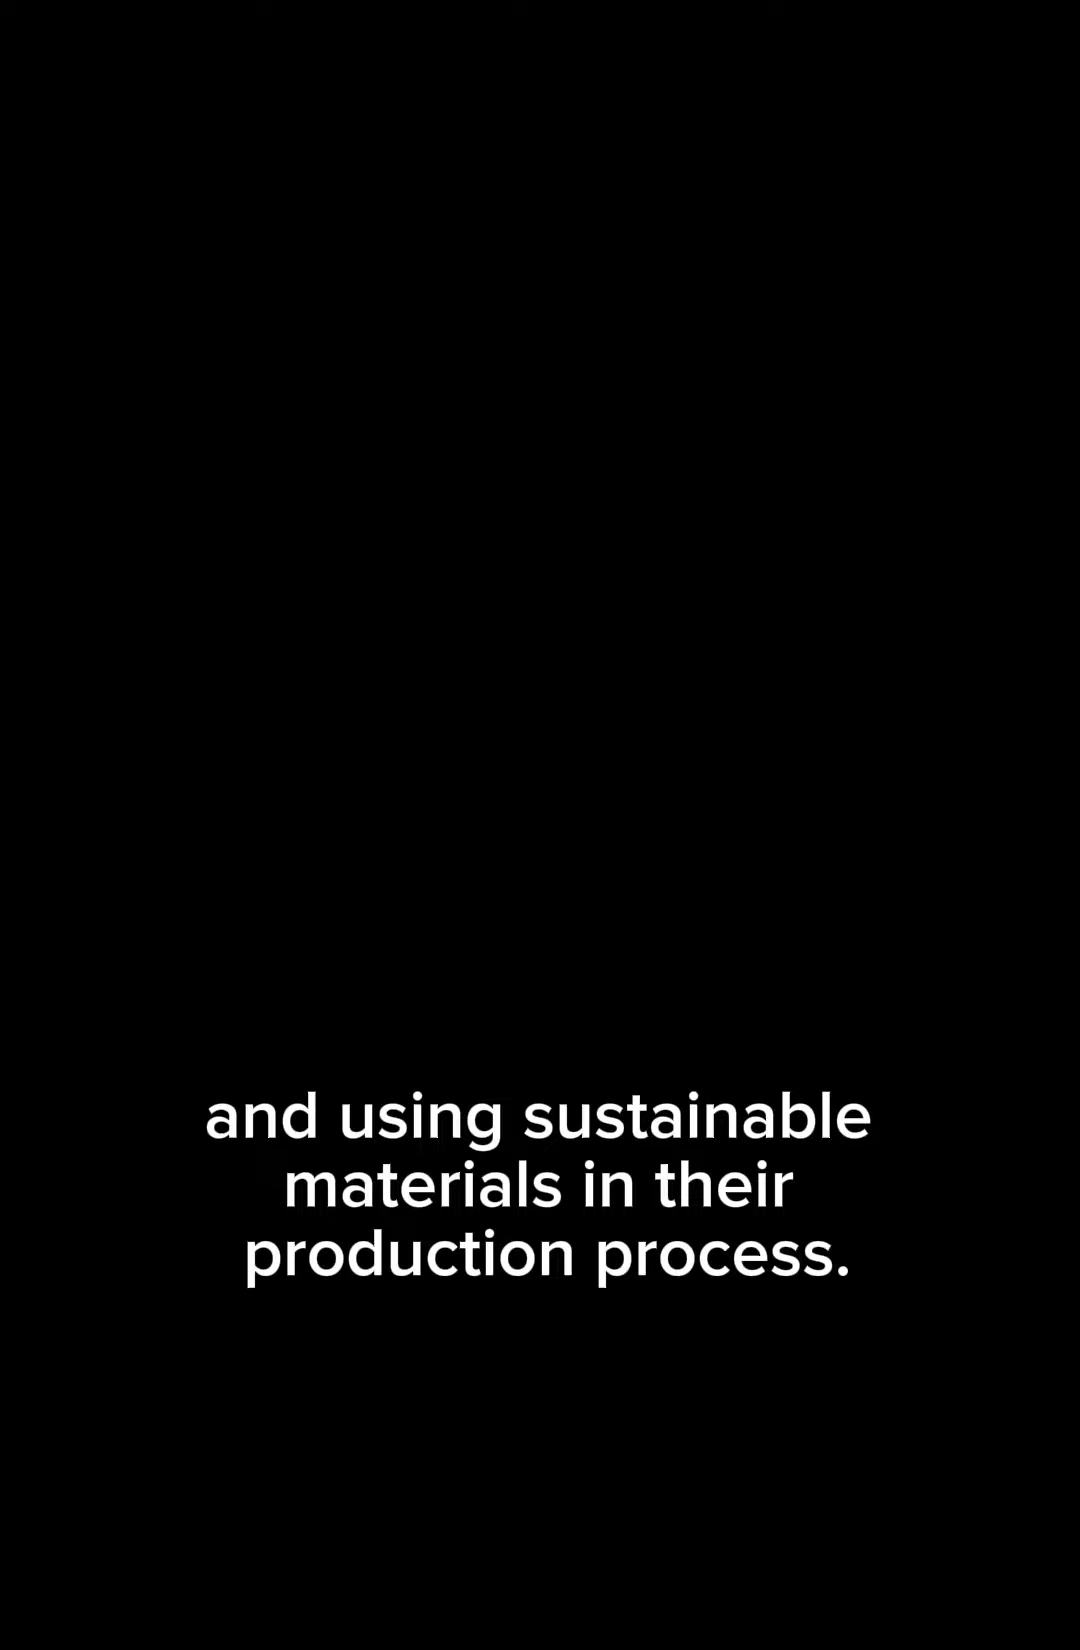 and using sustainable
materials in their
production process.